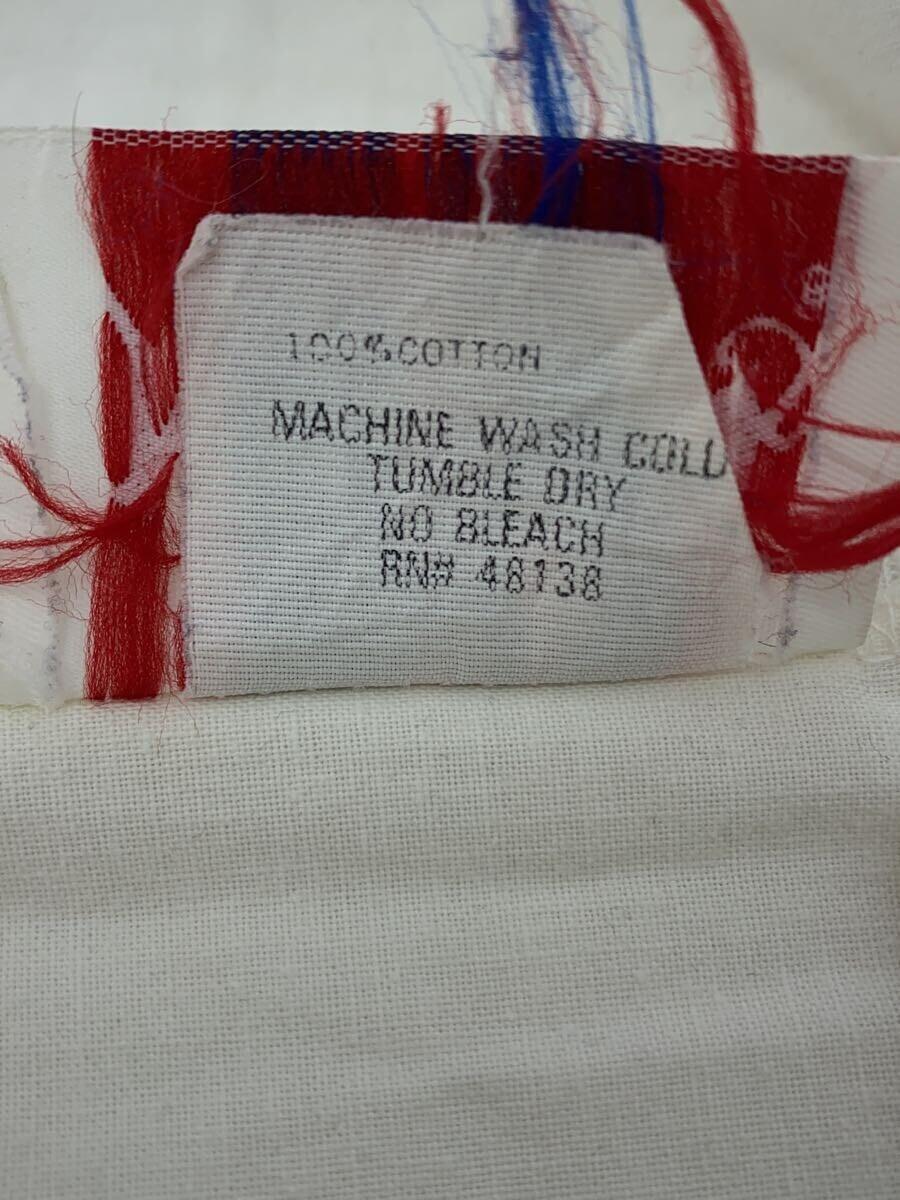 100% COTTON
MACHINE WASH COLD
TUMBLE DRY
NO BLEACH
RN# 48138
®